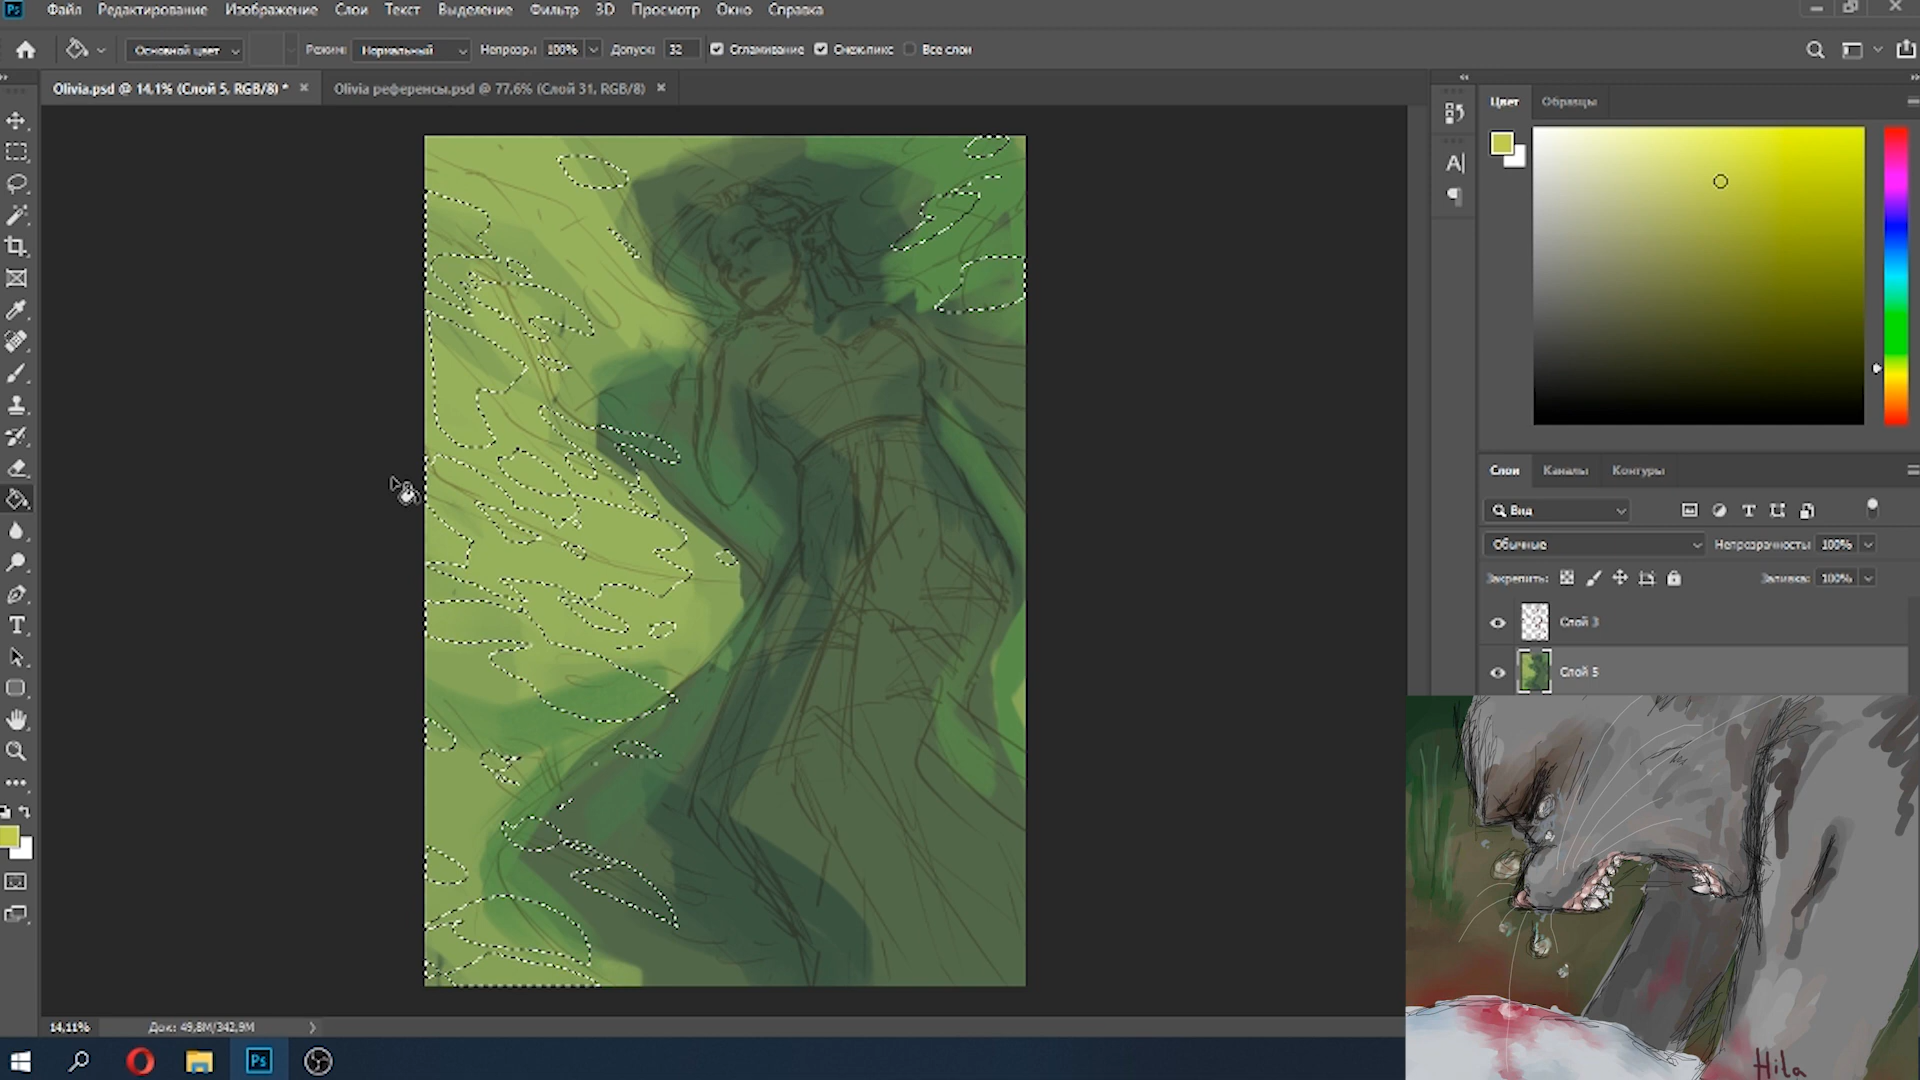 Ps Файл Редактирование Изображение Слои Текст Выделение Фильтр 3D Просмотр Окно Справка
Основной цвет Режим: Нормальный Непрозр.: 100% Допуск: 32 Сглаживание Смеж.пикс Все слои
Olivia.psd @ 14,1% (Слой 5, RGB/8) * Olivia референсы.psd @ 77,6% (Слой 31, RGB/8)
Цвет Образцы
Слои Каналы Контуры
Вид
Обычные Непрозрачность: 100%
Закрепить: Заливка: 100%
Слой 3
Слой 5
14,11% Док: 49,8M/342,9M
Ps
Hila